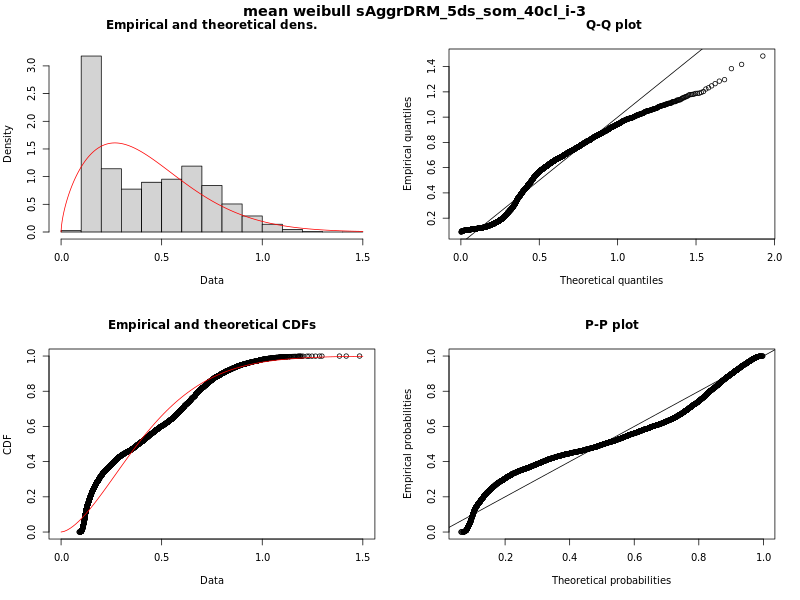 mean weibull sAggrDRM_5ds_som_40cl_i-3
Empirical and theoretical dens.
Density
0.0 0.5 1.0 1.5 2.0 2.5 3.0
0.0 0.5 1.0 1.5
Data
Q-Q plot
Empirical quantiles
0.2 0.4 0.6 0.8 1.0 1.2 1.4
0.0 0.5 1.0 1.5 2.0
Theoretical quantiles
Empirical and theoretical CDFs
CDF
0.0 0.2 0.4 0.6 0.8 1.0
0.0 0.5 1.0 1.5
Data
P-P plot
Empirical probabilities
0.0 0.2 0.4 0.6 0.8 1.0
0.2 0.4 0.6 0.8 1.0
Theoretical probabilities